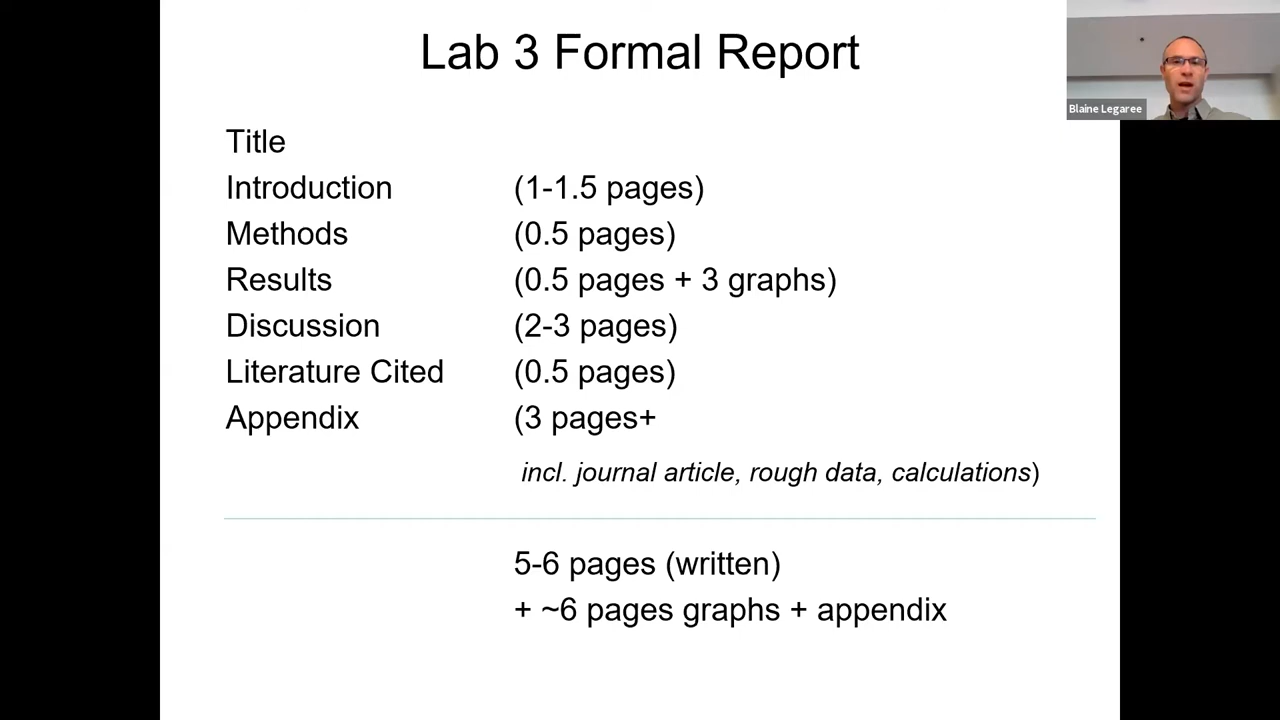 Lab 3 Formal Report
Blaine Legaree
Title
Introduction (1-1.5 pages)
Methods (0.5 pages)
Results (0.5 pages + 3 graphs)
Discussion (2-3 pages)
Literature Cited (0.5 pages)
Appendix (3 pages+
incl. journal article, rough data, calculations)
5-6 pages (written)
+ ~6 pages graphs + appendix